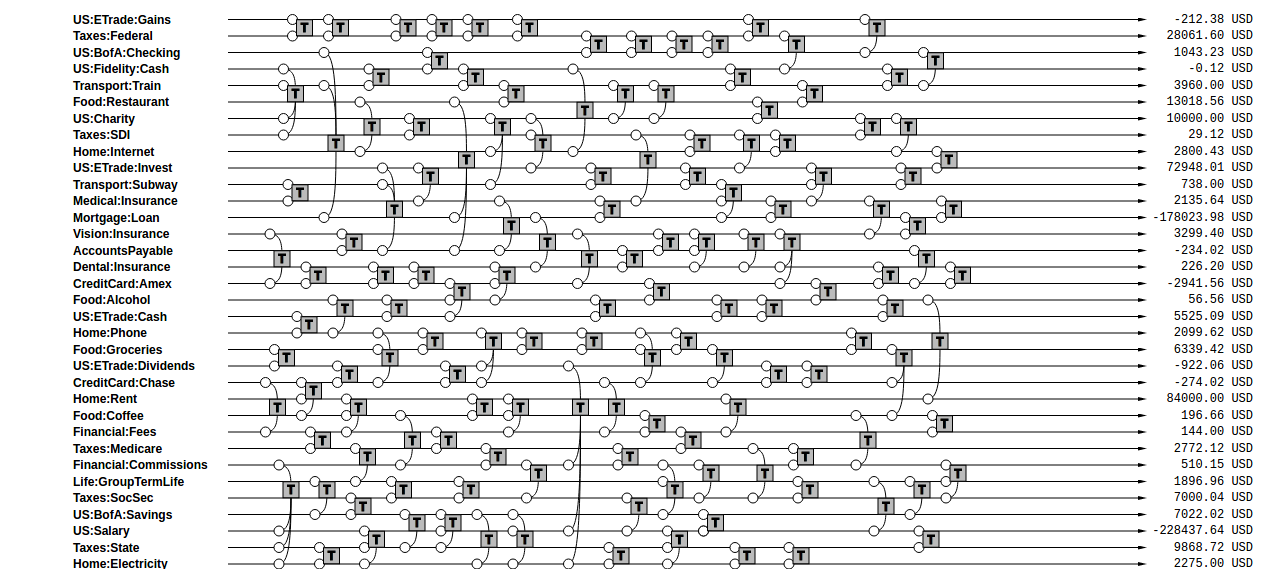 US:ETrade:Gains -212.38 USD
Taxes:Federal 28061.60 USD
US:BofA:Checking 1043.23 USD
US:Fidelity:Cash -0.12 USD
Transport:Train 3960.00 USD
Food:Restaurant 13018.56 USD
US:Charity 10000.00 USD
Taxes:SDI 29.12 USD
Home:Internet 2800.43 USD
US:ETrade:Invest 72948.01 USD
Transport:Subway 738.00 USD
Medical:Insurance 2135.64 USD
Mortgage:Loan -178023.98 USD
Vision:Insurance 3299.40 USD
AccountsPayable -234.02 USD
Dental:Insurance 226.20 USD
CreditCard:Amex -2941.56 USD
Food:Alcohol 56.56 USD
US:ETrade:Cash 5525.09 USD
Home:Phone 2099.62 USD
Food:Groceries 6339.42 USD
US:ETrade:Dividends -922.06 USD
CreditCard:Chase -274.02 USD
Home:Rent 84000.00 USD
Food:Coffee 196.66 USD
Financial:Fees 144.00 USD
Taxes:Medicare 2772.12 USD
Financial:Commissions 510.15 USD
Life:GroupTermLife 1896.96 USD
Taxes:SocSec 7000.04 USD
US:BofA:Savings 7022.02 USD
US:Salary -228437.64 USD
Taxes:State 9868.72 USD
Home:Electricity 2275.00 USD